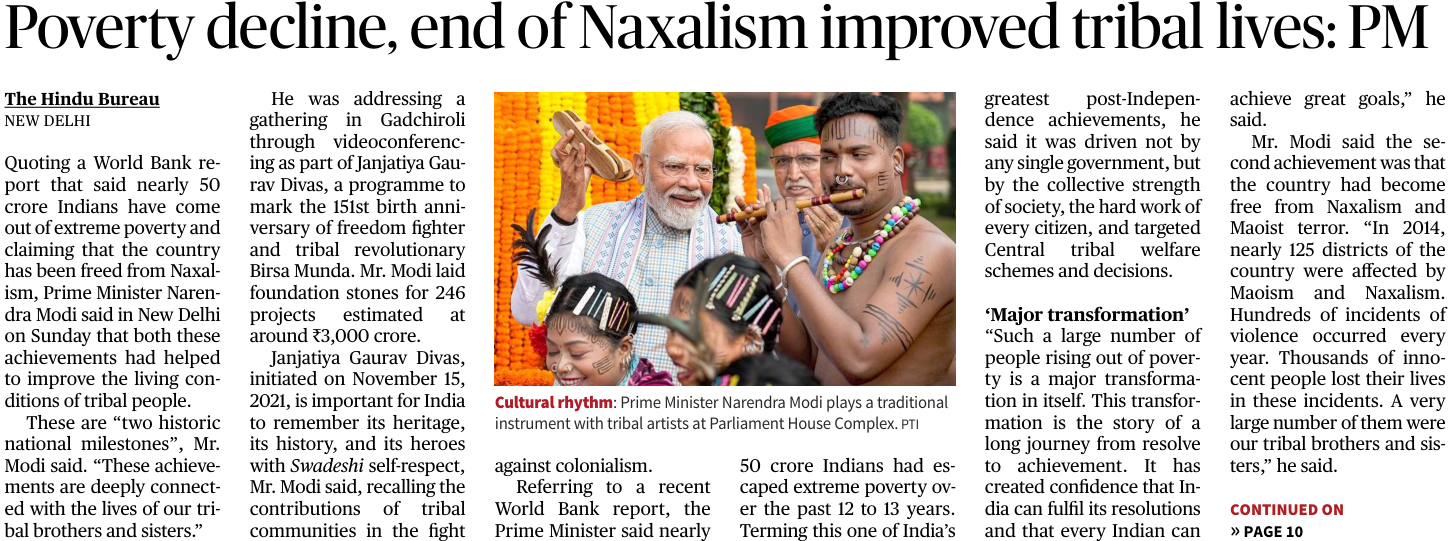 Poverty decline, end of Naxalism improved tribal lives: PM
The Hindu Bureau
NEW DELHI
Quoting a World Bank re-
port that said nearly 50
crore Indians have come
out of extreme poverty and
claiming that the country
has been freed from Naxal-
ism, Prime Minister Naren-
dra Modi said in New Delhi
on Sunday that both these
achievements had helped
to improve the living con-
ditions of tribal people.
These are “two historic
national milestones”, Mr.
Modi said. “These achieve-
ments are deeply connect-
ed with the lives of our tri-
bal brothers and sisters.”
He was addressing a
gathering in Gadchiroli
through videoconferenc-
ing as part of Janjatiya Gau-
rav Divas, a programme to
mark the 151st birth anni-
versary of freedom fighter
and tribal revolutionary
Birsa Munda. Mr. Modi laid
foundation stones for 246
projects estimated at
around ₹3,000 crore.
Janjatiya Gaurav Divas,
initiated on November 15,
2021, is important for India
to remember its heritage,
its history, and its heroes
with Swadeshi self-respect,
Mr. Modi said, recalling the
contributions of tribal
communities in the fight
Cultural rhythm: Prime Minister Narendra Modi plays a traditional
instrument with tribal artists at Parliament House Complex. PTI
against colonialism.
Referring to a recent
World Bank report, the
Prime Minister said nearly
50 crore Indians had es-
caped extreme poverty ov-
er the past 12 to 13 years.
Terming this one of India’s
greatest post-Indepen-
dence achievements, he
said it was driven not by
any single government, but
by the collective strength
of society, the hard work of
every citizen, and targeted
Central tribal welfare
schemes and decisions.
‘Major transformation’
“Such a large number of
people rising out of pover-
ty is a major transforma-
tion in itself. This transfor-
mation is the story of a
long journey from resolve
to achievement. It has
created confidence that In-
dia can fulfil its resolutions
and that every Indian can
achieve great goals,” he
said.
Mr. Modi said the se-
cond achievement was that
the country had become
free from Naxalism and
Maoist terror. “In 2014,
nearly 125 districts of the
country were affected by
Maoism and Naxalism.
Hundreds of incidents of
violence occurred every
year. Thousands of inno-
cent people lost their lives
in these incidents. A very
large number of them were
our tribal brothers and sis-
ters,” he said.
CONTINUED ON
» PAGE 10